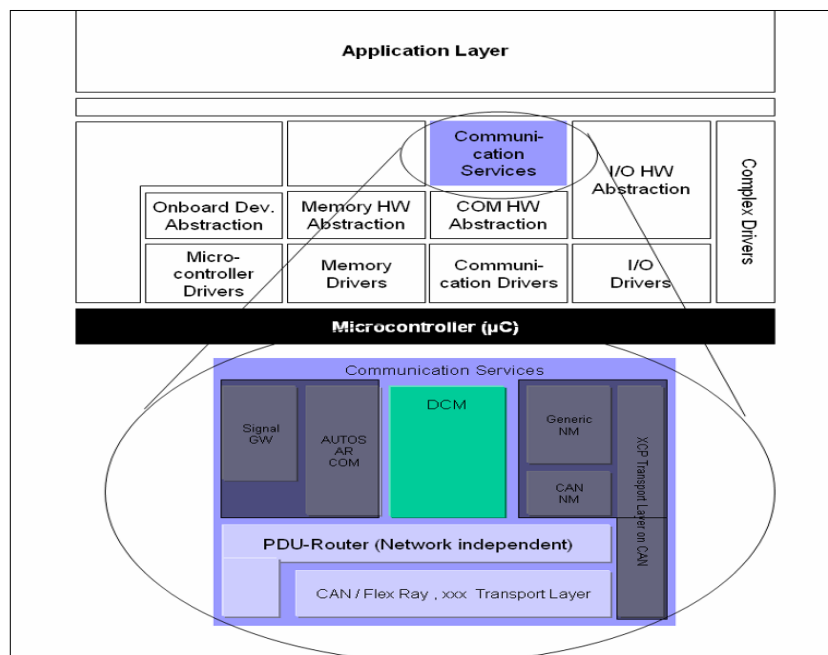 Application Layer
Communi-
cation
Services
I/O HW
Abstraction
Complex Drivers
Onboard Dev.
Abstraction
Memory HW
Abstraction
COM HW
Abstraction
Micro-
controller
Drivers
Memory
Drivers
Communi-
cation Drivers
I/O
Drivers
Microcontroller (µC)
Communication Services
Signal
GW
AUTOS
AR
COM
DCM
Generic
NM
CAN
NM
XCP Transport Layer on CAN
PDU-Router (Network independent)
CAN / Flex Ray , xxx Transport Layer